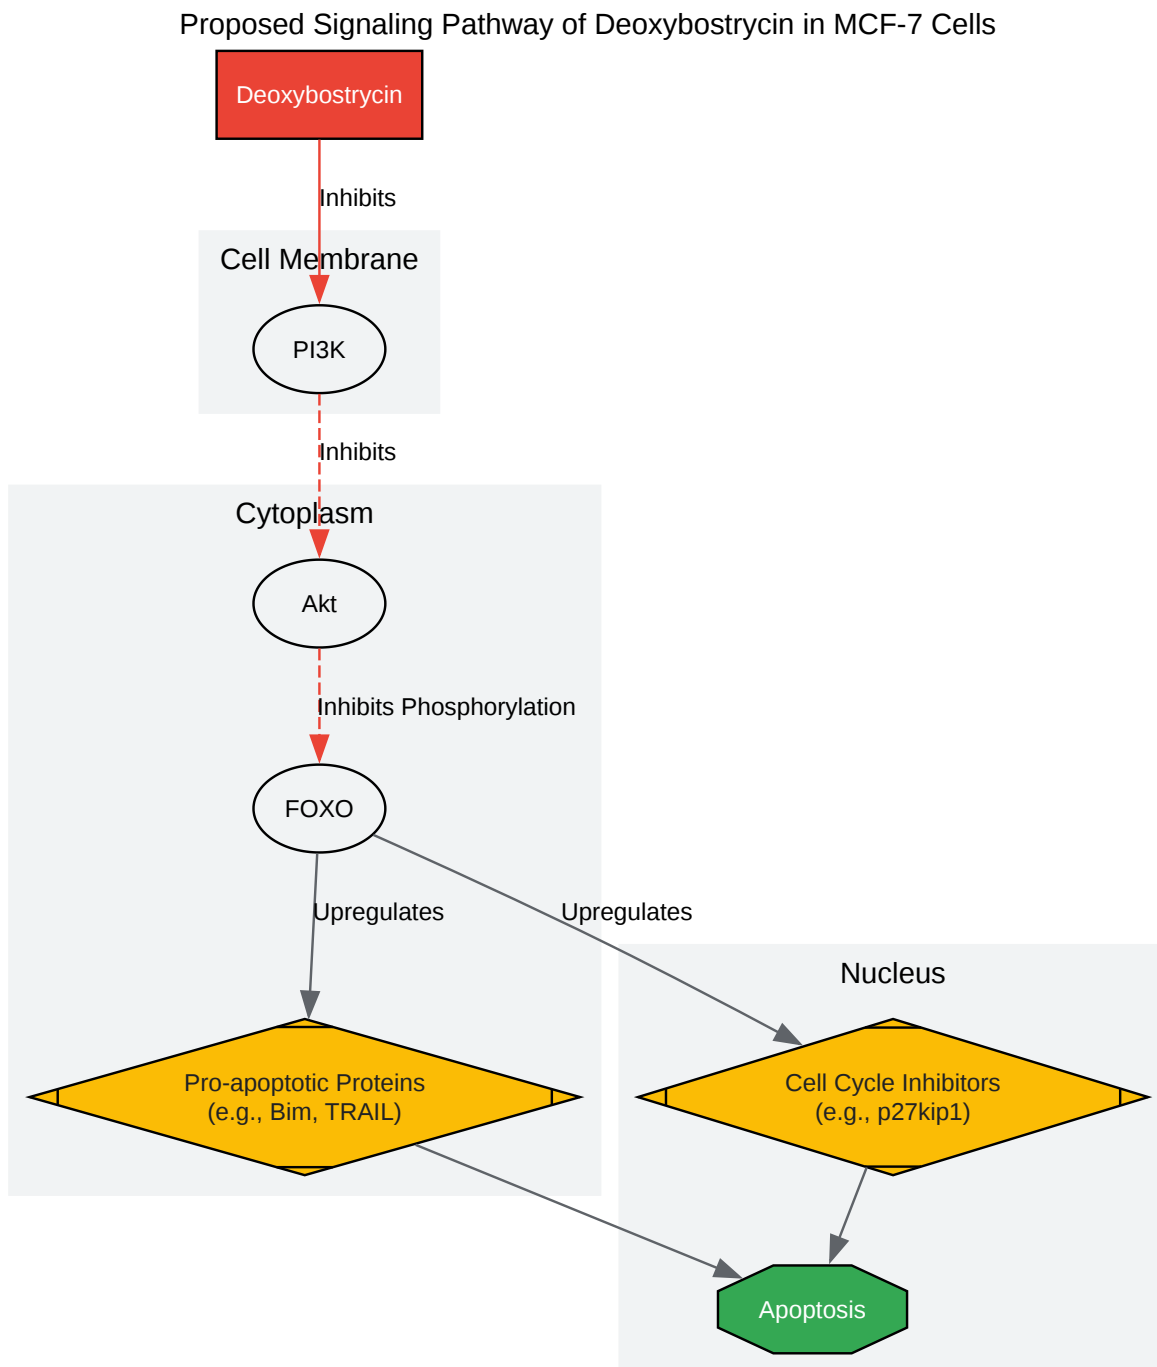 Proposed Signaling Pathway of Deoxybostrycin in MCF-7 Cells
Deoxybostrycin
Inhibits
Cell Membrane
PI3K
Inhibits
Cytoplasm
Akt
Inhibits Phosphorylation
FOXO
Upregulates
Upregulates
Nucleus
Pro-apoptotic Proteins
(e.g., Bim, TRAIL)
Cell Cycle Inhibitors
(e.g., p27kip1)
Apoptosis